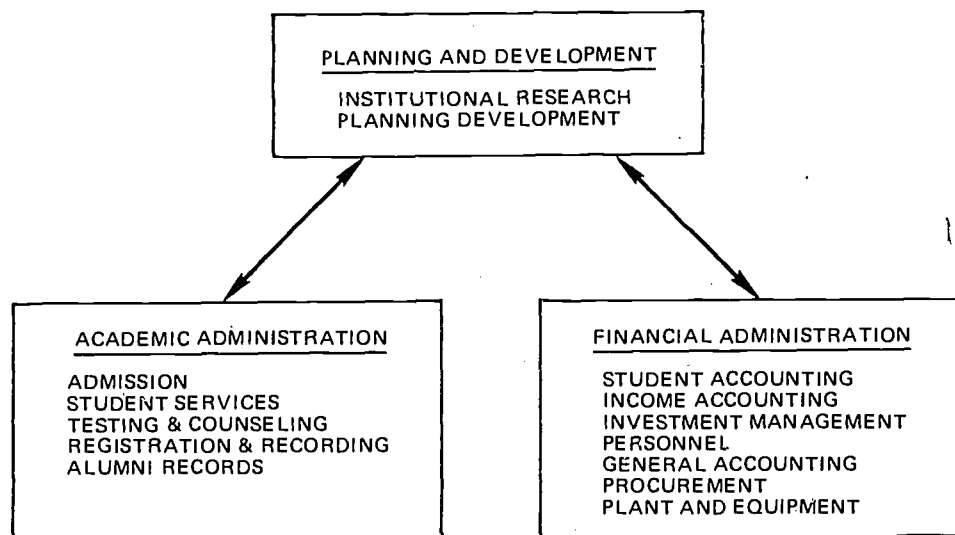 PLANNING AND DEVELOPMENT
INSTITUTIONAL RESEARCH
PLANNING DEVELOPMENT
ACADEMIC ADMINISTRATION
ADMISSION
STUDENT SERVICES
TESTING & COUNSELING
REGISTRATION & RECORDING
ALUMNI RECORDS
FINANCIAL ADMINISTRATION
STUDENT ACCOUNTING
INCOME ACCOUNTING
INVESTMENT MANAGEMENT
PERSONNEL
GENERAL ACCOUNTING
PROCUREMENT
PLANT AND EQUIPMENT